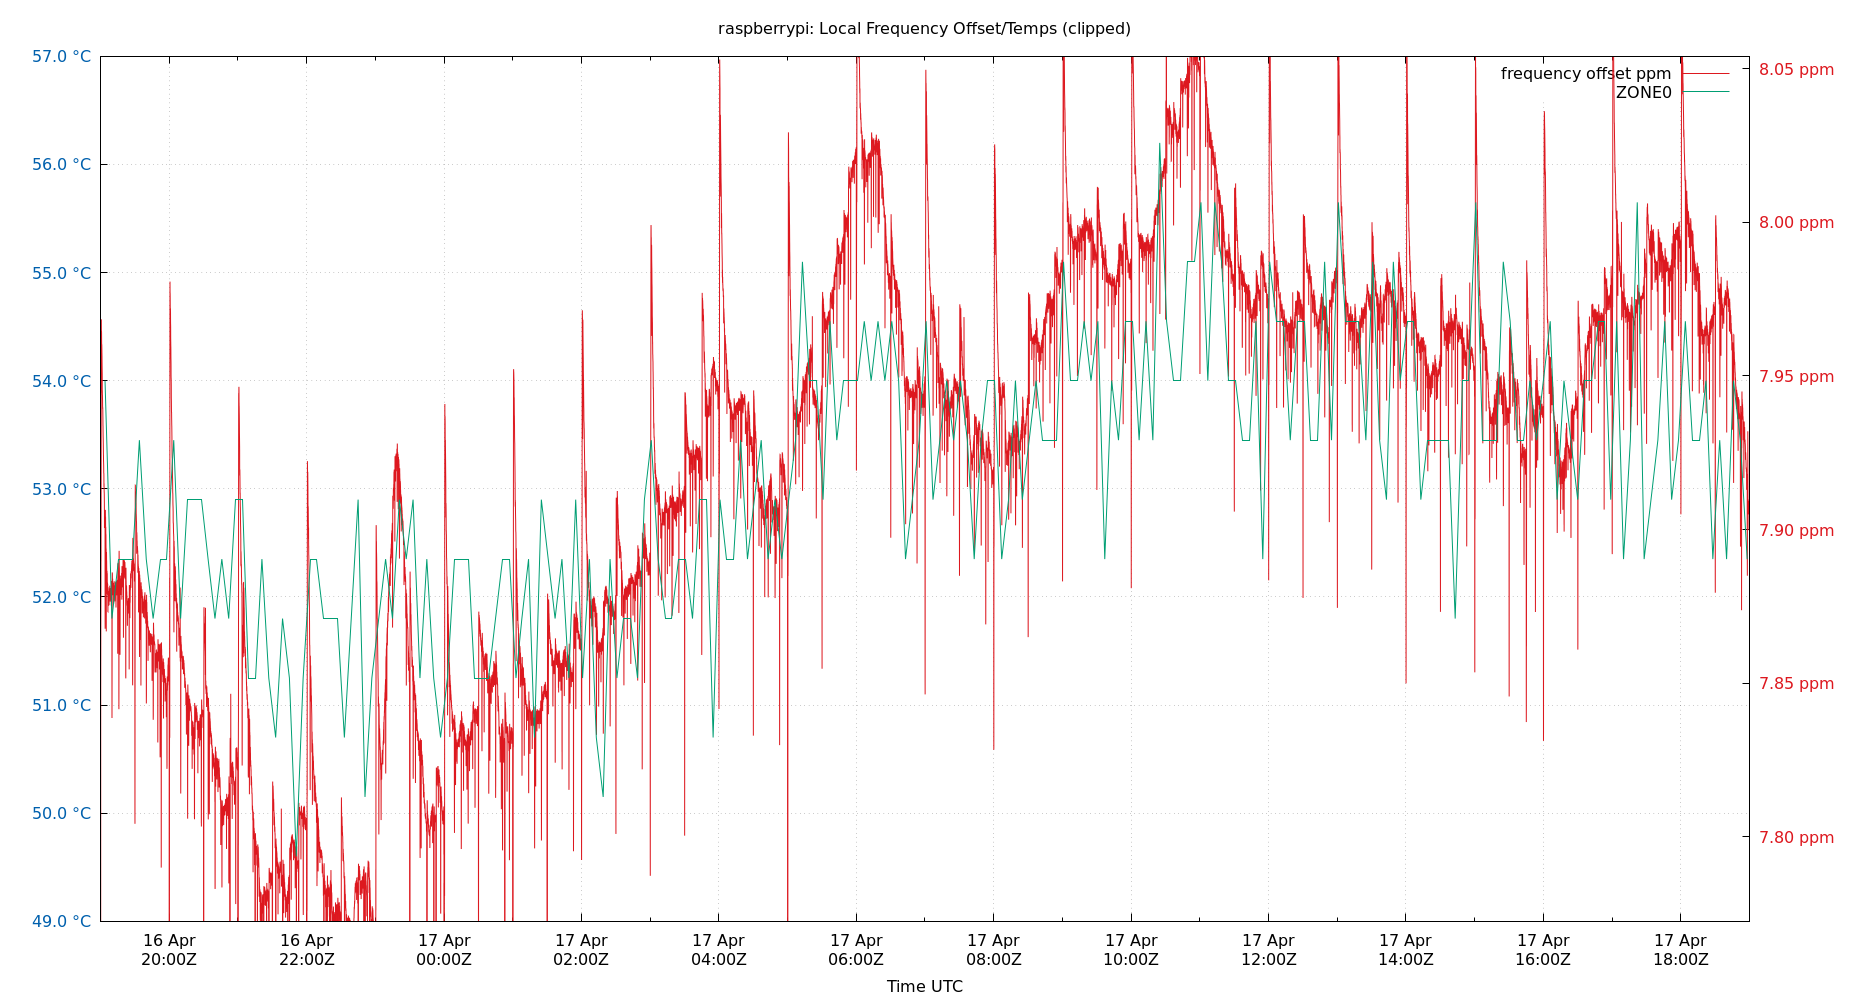 raspberrypi: Local Frequency Offset/Temps (clipped)
frequency offset ppm
ZONE0
57.0 °C
56.0 °C
55.0 °C
54.0 °C
53.0 °C
52.0 °C
51.0 °C
50.0 °C
49.0 °C
8.05 ppm
8.00 ppm
7.95 ppm
7.90 ppm
7.85 ppm
7.80 ppm
16 Apr 16 Apr 17 Apr 17 Apr 17 Apr 17 Apr 17 Apr 17 Apr 17 Apr 17 Apr 17 Apr 17 Apr
20:00Z 22:00Z 00:00Z 02:00Z 04:00Z 06:00Z 08:00Z 10:00Z 12:00Z 14:00Z 16:00Z 18:00Z
Time UTC